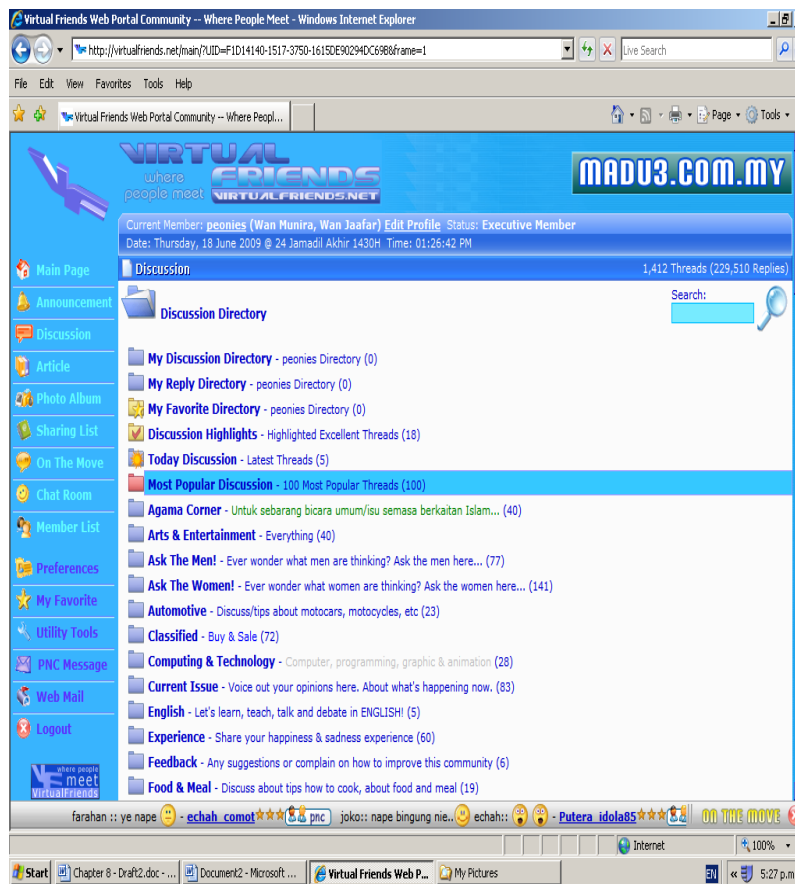 Virtual Friends Web Portal Community -- Where People Meet - Windows Internet Explorer
http://virtualfriends.net/main/?UID=F1D14140-1517-3750-1615DE90294DC69B&frame=1
Live Search
File Edit View Favorites Tools Help
Virtual Friends Web Portal Community -- Where Peopl...
Page Tools
VIRTUAL FRIENDS
where people meet
VIRTUALFRIENDS.NET
MADU3.COM.MY
Current Member: peonies (Wan Munira, Wan Jaafar) Edit Profile Status: Executive Member
Date: Thursday, 18 June 2009 @ 24 Jamadil Akhir 1430H Time: 01:26:42 PM
Main Page
Announcement
Discussion
Article
Photo Album
Sharing List
On The Move
Chat Room
Member List
Preferences
My Favorite
Utility Tools
PNC Message
Web Mail
Logout
where people
meet
VirtualFriends
Discussion
1,412 Threads (229,510 Replies)
Discussion Directory
Search:
My Discussion Directory - peonies Directory (0)
My Reply Directory - peonies Directory (0)
My Favorite Directory - peonies Directory (0)
Discussion Highlights - Highlighted Excellent Threads (18)
Today Discussion - Latest Threads (5)
Most Popular Discussion - 100 Most Popular Threads (100)
Agama Corner - Untuk sebarang bicara umum/isu semasa berkaitan Islam... (40)
Arts & Entertainment - Everything (40)
Ask The Men! - Ever wonder what men are thinking? Ask the men here... (77)
Ask The Women! - Ever wonder what women are thinking? Ask the women here... (141)
Automotive - Discuss/tips about motocars, motocycles, etc (23)
Classified - Buy & Sale (72)
Computing & Technology - Computer, programming, graphic & animation (28)
Current Issue - Voice out your opinions here. About what's happening now. (83)
English - Let's learn, teach, talk and debate in ENGLISH! (5)
Experience - Share your happiness & sadness experience (60)
Feedback - Any suggestions or complain on how to improve this community (6)
Food & Meal - Discuss about tips how to cook, about food and meal (19)
farahan :: ye nape - echah_comot pnc joko:: nape bingung nie.. echah:: - Putera_idola85 ON THE MOVE
Internet 100%
Start Chapter 8 - Draft2.doc - ... Document2 - Microsoft ... Virtual Friends Web P... My Pictures EN 5:27 p.m